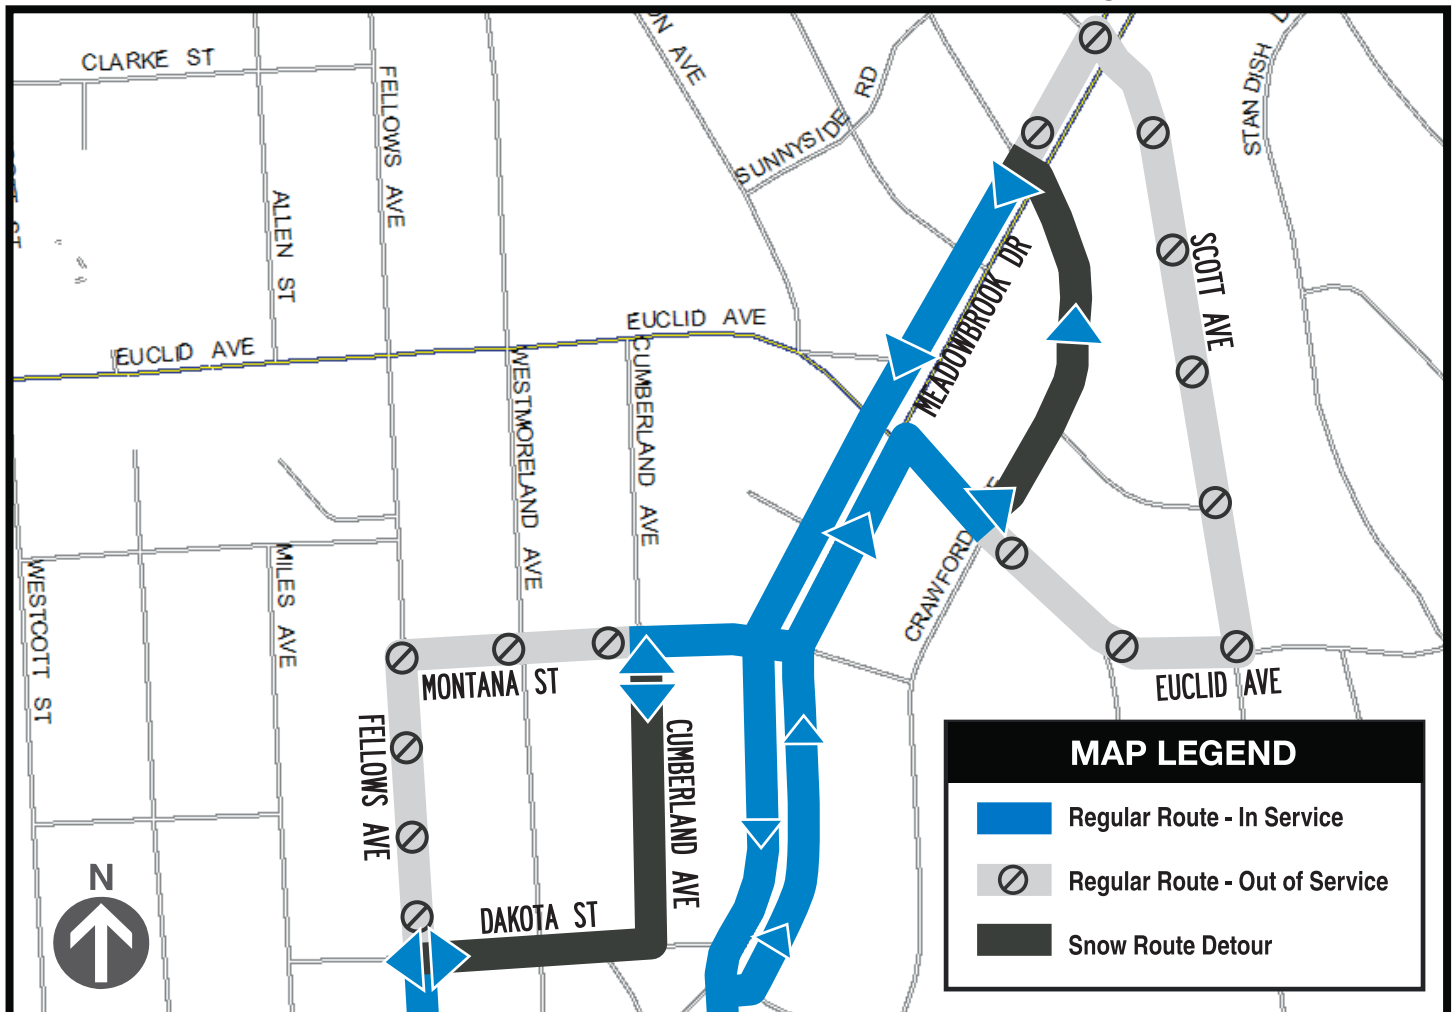 CLARKE ST
FELLOWS AVE
ALLEN ST
ON AVE
SUNNYSIDE RD
STANDISH
SCOTT AVE
MEADOWBROOK DR
EUCLID AVE
EUCLID AVE
WESTMORELAND AVE
CUMBERLAND AVE
CRAWFORD
WESTCOTT ST
MILES AVE
MONTANA ST
EUCLID AVE
FELLOWS AVE
CUMBERLAND AVE
DAKOTA ST
N
MAP LEGEND
Regular Route - In Service
Regular Route - Out of Service
Snow Route Detour